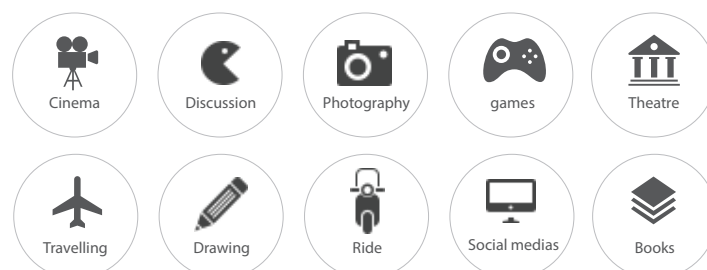 Cinema
Discussion
Photography
games
Theatre
Travelling
Drawing
Ride
Social medias
Books